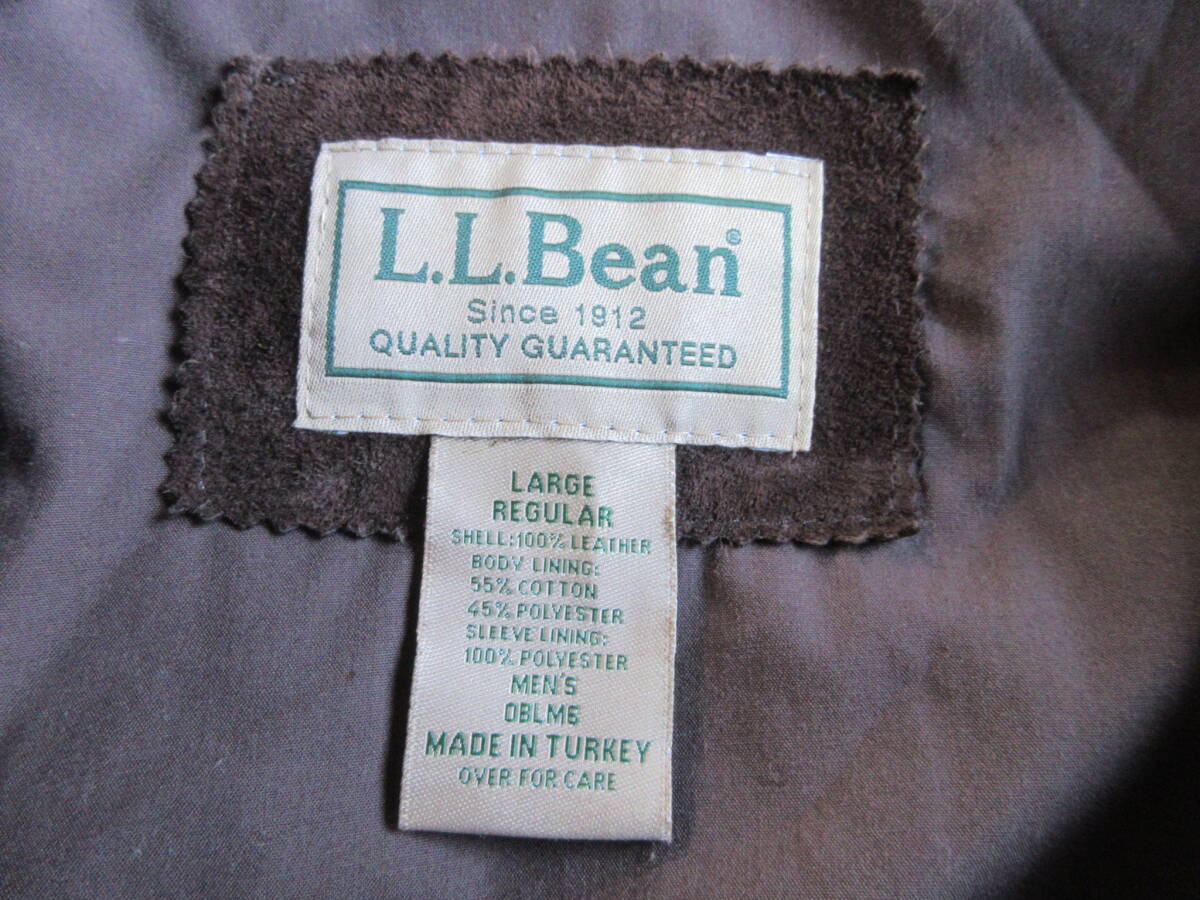 L.L.Bean®
Since 1912
QUALITY GUARANTEED
LARGE
REGULAR
SHELL:100% LEATHER
BODY LINING:
55% COTTON
45% POLYESTER
SLEEVE LINING:
100% POLYESTER
MEN'S
OBLM6
MADE IN TURKEY
OVER FOR CARE